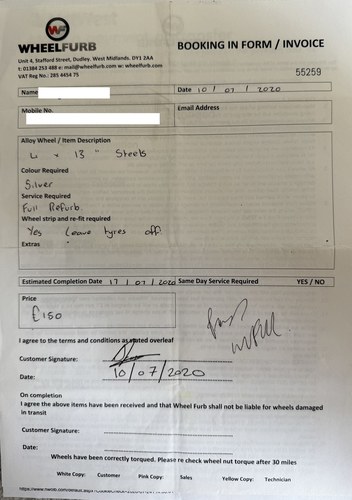 WF
WHEELFURB
BOOKING IN FORM / INVOICE
Unit 4, Stafford Street, Dudley. West Midlands. DY1 2AA
t: 01384 253 488 e: mail@wheelfurb.com w: wheelfurb.com
VAT Reg No.: 285 4454 75
55259
Name
Date 10 / 07 / 2020
Mobile No.
Email Address
Alloy Wheel / Item Description
4 x 13" Steels
Colour Required
Silver
Service Required
Full Refurb.
Wheel strip and re-fit required
Yes Leave tyres off.
Extras
Estimated Completion Date 17 / 07 / 2020 Same Day Service Required YES / NO
Price
£150
I agree to the terms and conditions as stated overleaf
Customer Signature:
Date: 10/07/2020
On completion
I agree the above items have been received and that Wheel Furb shall not be liable for wheels damaged
in transit
Customer Signature:
Date:
Wheels have been correctly torqued. Please re check wheel nut torque after 30 miles
White Copy: Customer Pink Copy: Sales Yellow Copy: Technician